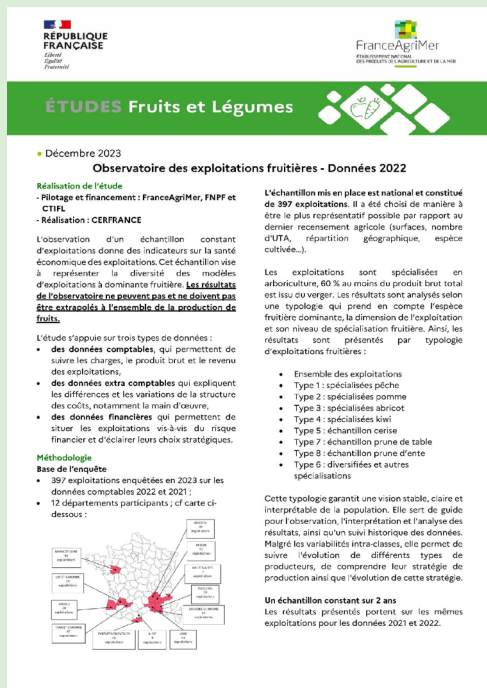 RÉPUBLIQUE
FRANÇAISE
Liberté
Égalité
Fraternité
FranceAgriMer
ÉTABLISSEMENT NATIONAL
DES PRODUITS DE L'AGRICULTURE ET DE LA MER
ÉTUDES Fruits et Légumes
Décembre 2023
Observatoire des exploitations fruitières - Données 2022
Réalisation de l'étude
- Pilotage et financement : FranceAgriMer, FNPF et
CTIFL
- Réalisation : CERFRANCE
L'observation d'un échantillon constant
d'exploitations donne des indicateurs sur la santé
économique des exploitations. Cet échantillon vise
à représenter la diversité des modèles
d'exploitations à dominante fruitière. Les résultats
de l'observatoire ne peuvent pas et ne doivent pas
être extrapolés à l'ensemble de la production de
fruits.
L'étude s'appuie sur trois types de données :
• des données comptables, qui permettent de
suivre les charges, le produit brut et le revenu
des exploitations,
• des données extra comptables qui expliquent
les différences et les variations de la structure
des coûts, notamment la main d'œuvre,
• des données financières qui permettent de
situer les exploitations vis-à-vis du risque
financier et d'éclairer leurs choix stratégiques.
Méthodologie
Base de l'enquête
• 397 exploitations enquêtées en 2023 sur les
données comptables 2022 et 2021 ;
• 12 départements participants ; cf carte ci-
dessous :
L'échantillon mis en place est national et constitué
de 397 exploitations. Il a été choisi de manière à
être le plus représentatif possible par rapport au
dernier recensement agricole (surfaces, nombre
d'UTA, répartition géographique, espèce
cultivée...).
Les exploitations sont spécialisées en
arboriculture, 60 % au moins du produit brut total
est issu du verger. Les résultats sont analysés selon
une typologie qui prend en compte l'espèce
fruitière dominante, la dimension de l'exploitation
et son niveau de spécialisation fruitière. Ainsi, les
résultats sont présentés par typologie
d'exploitations fruitières :
• Ensemble des exploitations
• Type 1 : spécialisées pêche
• Type 2 : spécialisées pomme
• Type 3 : spécialisées abricot
• Type 4 : spécialisées kiwi
• Type 5 : échantillon cerise
• Type 7 : échantillon prune de table
• Type 8 : échantillon prune d'ente
• Type 6 : diversifiées et autres
spécialisations
Cette typologie garantit une vision stable, claire et
interprétable de la population. Elle sert de guide
pour l'observation, l'interprétation et l'analyse des
résultats, ainsi qu'un suivi historique des données.
Malgré les variabilités intra-classes, elle permet de
suivre l'évolution de différents types de
producteurs, de comprendre leur stratégie de
production ainsi que l'évolution de cette stratégie.
Un échantillon constant sur 2 ans
Les résultats présentés portent sur les mêmes
exploitations pour les données 2021 et 2022.